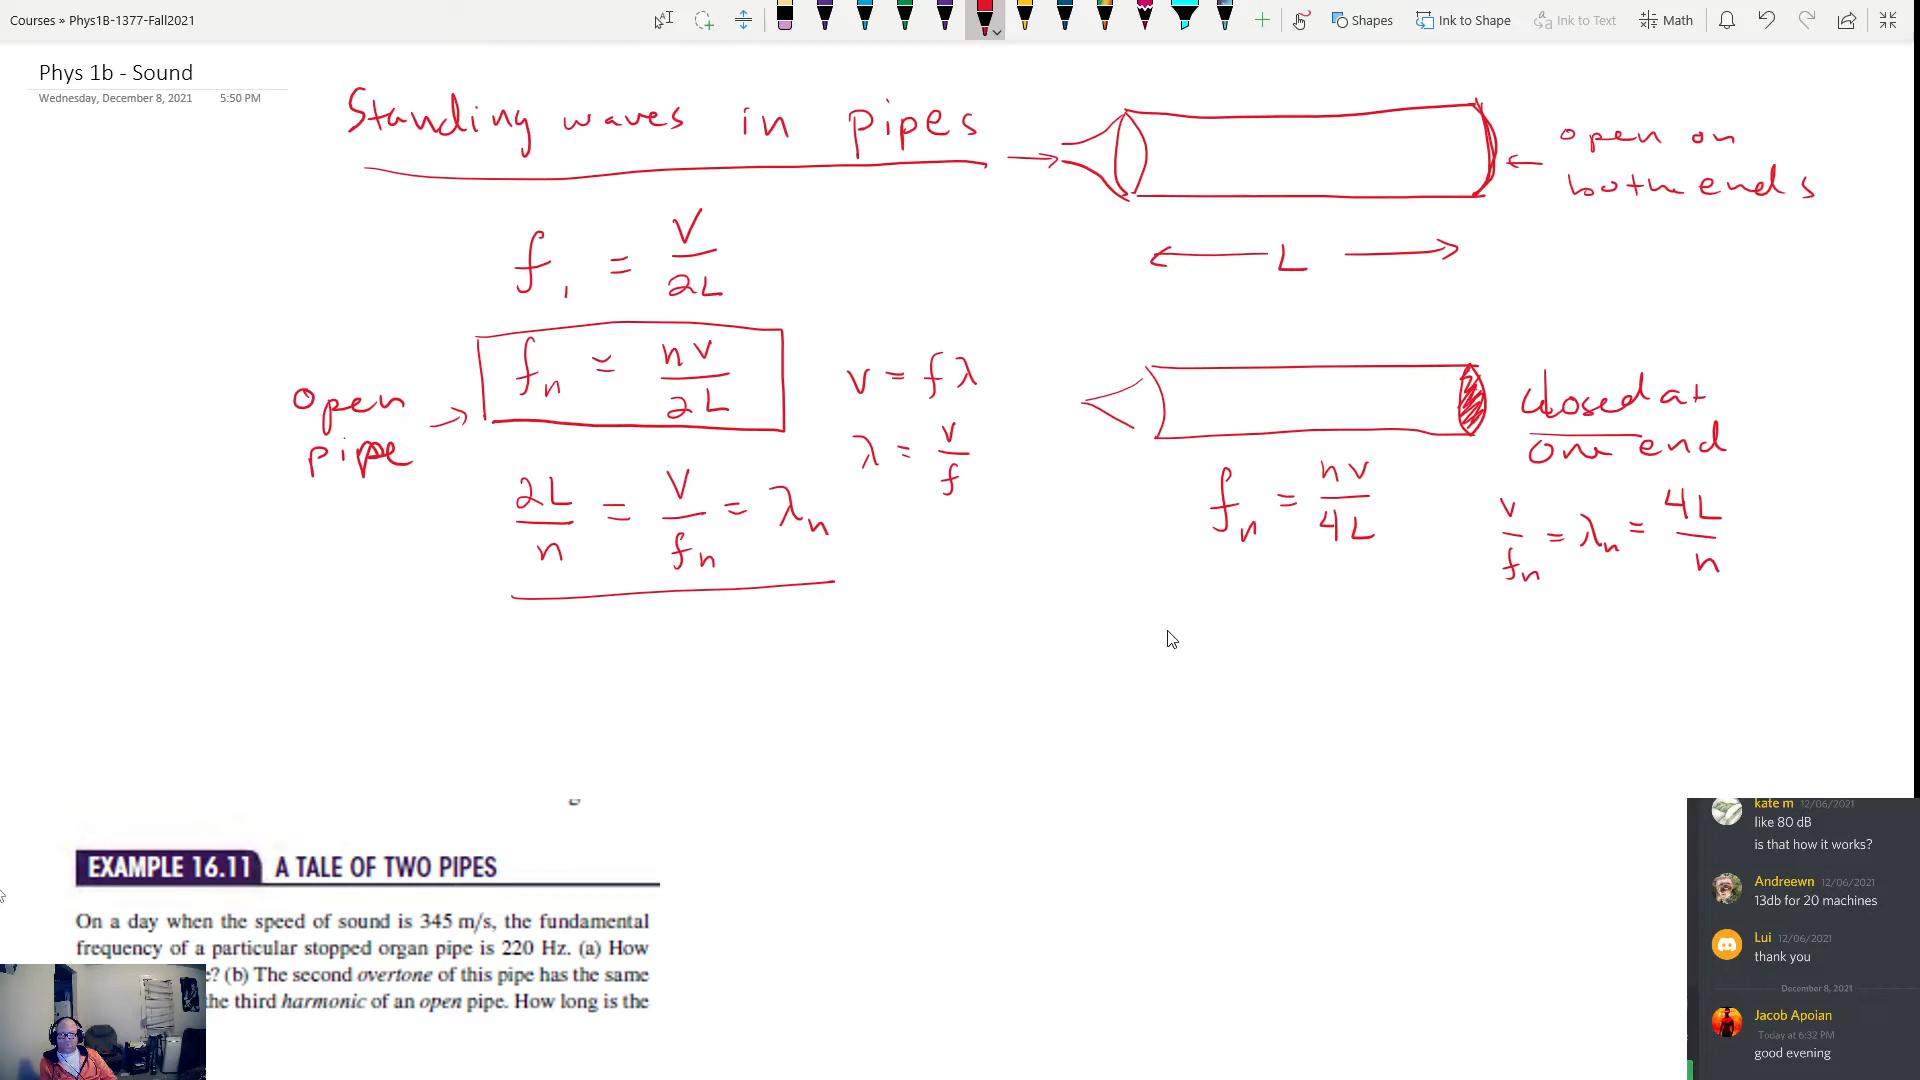 Courses » Phys1B-1377-Fall2021
Shapes
Ink to Shape
Ink to Text
Math
Phys 1b - Sound
Wednesday, December 8, 2021 5:50 PM
Standing waves in pipes
open on
both ends
L
f₁ = V/2L
fₙ = nv/2L
open
pipe
v = fλ
λ = v/f
2L/n = V/fₙ = λₙ
closed at
one end
fₙ = nv/4L
v/fₙ = λₙ = 4L/n
EXAMPLE 16.11 A TALE OF TWO PIPES
On a day when the speed of sound is 345 m/s, the fundamental
frequency of a particular stopped organ pipe is 220 Hz. (a) How
e? (b) The second overtone of this pipe has the same
the third harmonic of an open pipe. How long is the
kate m 12/06/2021
like 80 dB
is that how it works?
Andreewn 12/06/2021
13db for 20 machines
Lui 12/06/2021
thank you
December 8, 2021
Jacob Apoian
Today at 6:32 PM
good evening